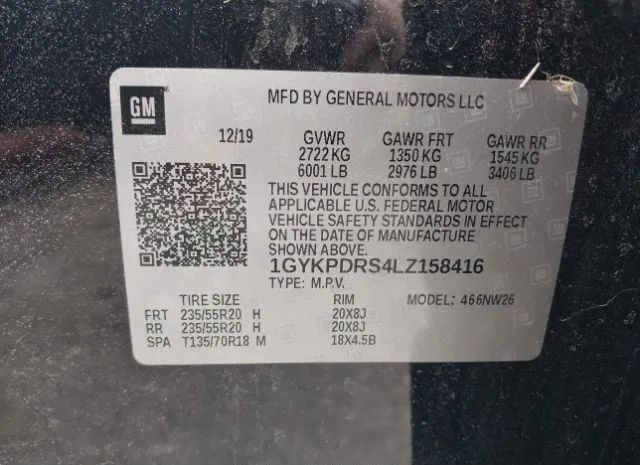 GM
MFD BY GENERAL MOTORS LLC
12/19 GVWR GAWR FRT GAWR RR
2722 KG 1350 KG 1545 KG
6001 LB 2976 LB 3406 LB
THIS VEHICLE CONFORMS TO ALL
APPLICABLE U.S. FEDERAL MOTOR
VEHICLE SAFETY STANDARDS IN EFFECT
ON THE DATE OF MANUFACTURE
SHOWN ABOVE.
1GYKPDRS4LZ158416
TYPE: M.P.V.
TIRE SIZE RIM MODEL: 466NW26
FRT 235/55R20 H 20X8J
RR 235/55R20 H 20X8J
SPA T135/70R18 M 18X4.5B